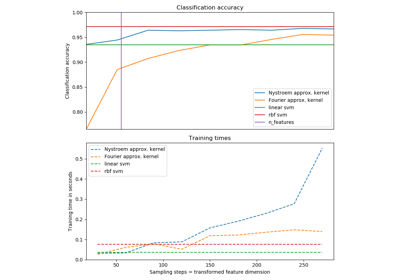 Classification accuracy
1.00
0.95
0.90
0.85
0.80
Classification accuracy
Nystroem approx. kernel
Fourier approx. kernel
linear svm
rbf svm
n_features
Training times
Nystroem approx. kernel
Fourier approx. kernel
linear svm
rbf svm
0.5
0.4
0.3
0.2
0.1
0.0
Training time in seconds
50
100
150
200
250
Sampling steps = transformed feature dimension